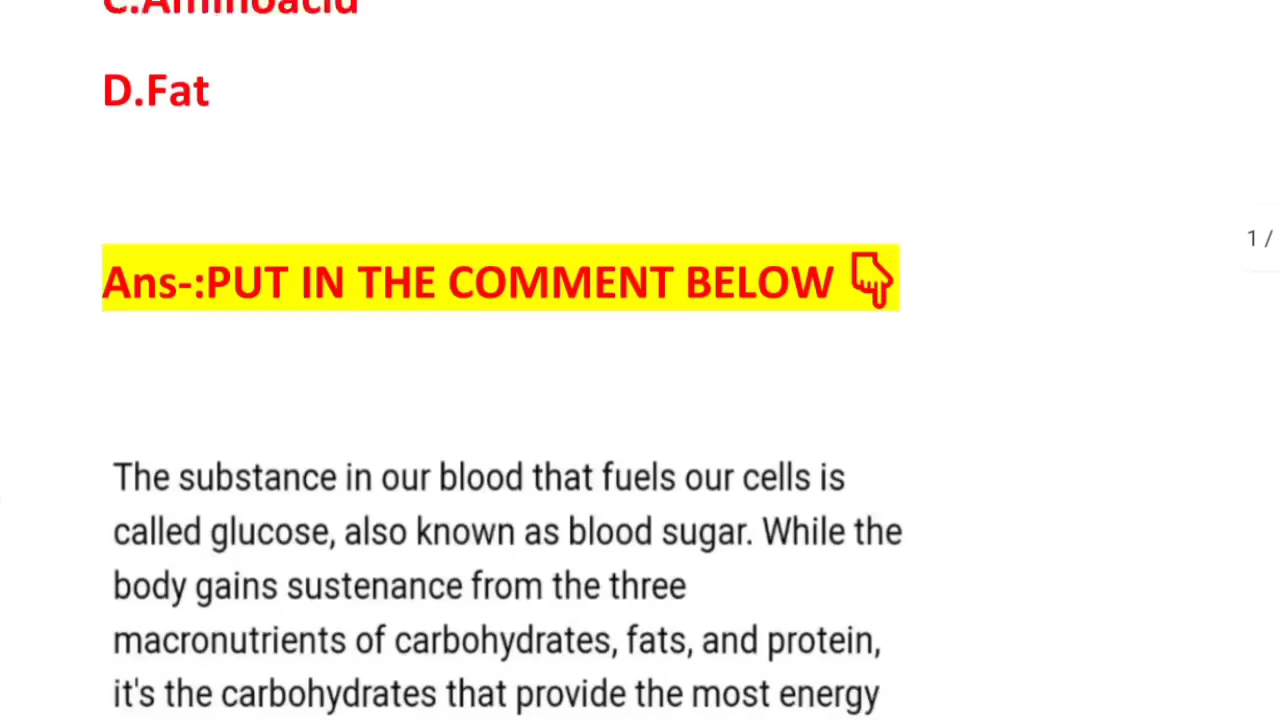 C.Aminoacid
D.Fat
Ans-:PUT IN THE COMMENT BELOW
1 /
The substance in our blood that fuels our cells is
called glucose, also known as blood sugar. While the
body gains sustenance from the three
macronutrients of carbohydrates, fats, and protein,
it's the carbohydrates that provide the most energy